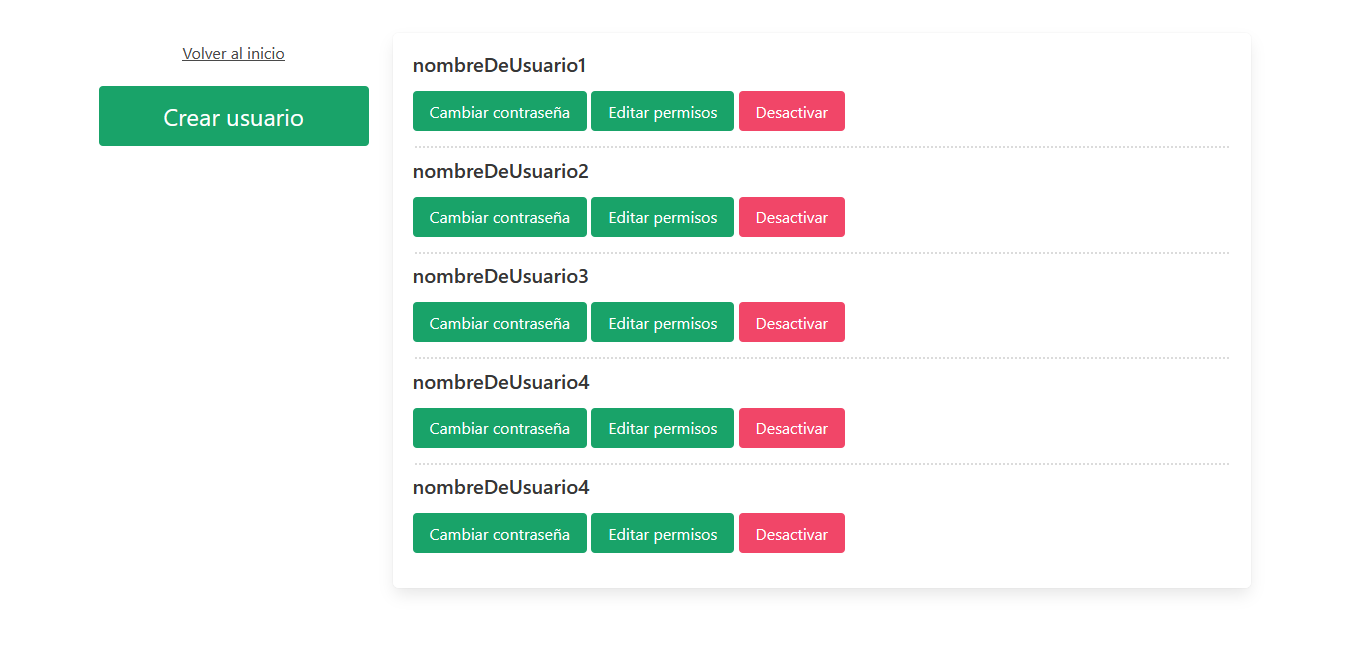 Volver al inicio
Crear usuario
nombreDeUsuario1
Cambiar contraseña Editar permisos Desactivar
nombreDeUsuario2
Cambiar contraseña Editar permisos Desactivar
nombreDeUsuario3
Cambiar contraseña Editar permisos Desactivar
nombreDeUsuario4
Cambiar contraseña Editar permisos Desactivar
nombreDeUsuario4
Cambiar contraseña Editar permisos Desactivar